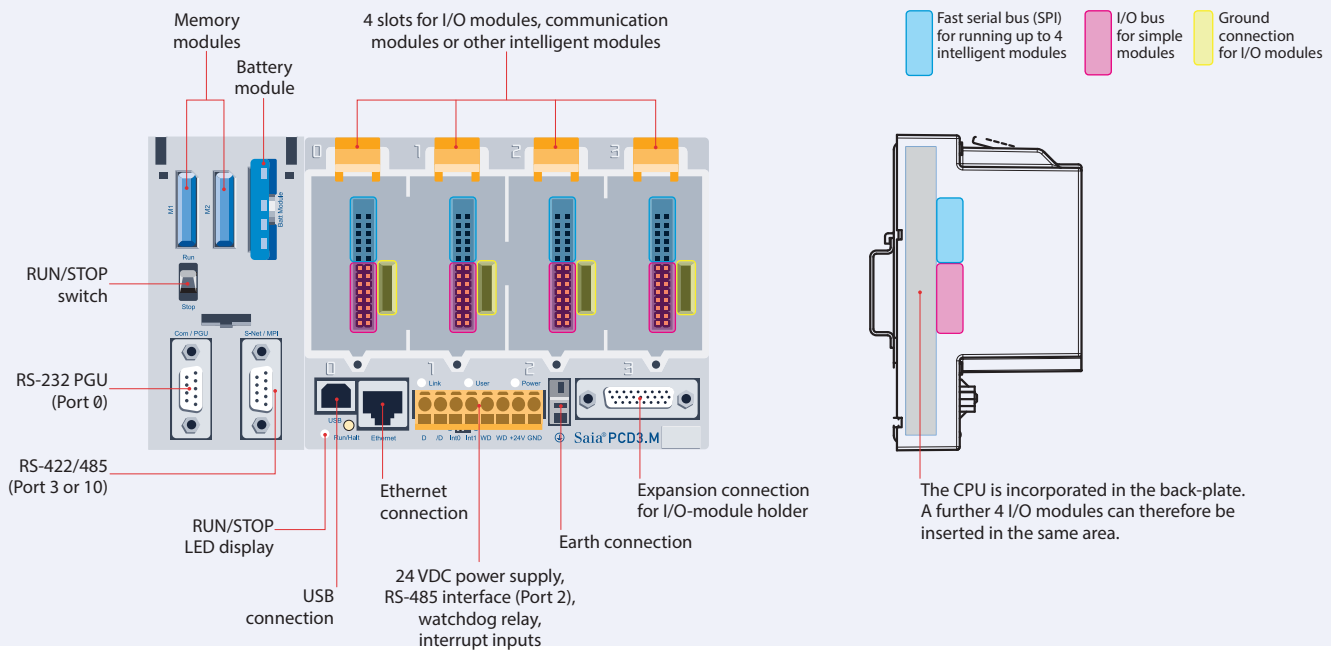 Memory
modules
4 slots for I/O modules, communication
modules or other intelligent modules
Battery
module
Fast serial bus (SPI)
for running up to 4
intelligent modules
I/O bus
for simple
modules
Ground
connection
for I/O modules
0
1
2
3
M1
M2
Batt Module
Run
Stop
RUN/STOP
switch
Com / PGU
S-Net / MPI
RS-232 PGU
(Port 0)
RS-422/485
(Port 3 or 10)
0
1
2
3
Link
User
Power
USB
Run/Halt
Ethernet
D /D Int0 Int1 WD WD +24V GND
Saia® PCD3.M
RUN/STOP
LED display
USB
connection
Ethernet
connection
24 VDC power supply,
RS-485 interface (Port 2),
watchdog relay,
interrupt inputs
Earth connection
Expansion connection
for I/O-module holder
The CPU is incorporated in the back-plate.
A further 4 I/O modules can therefore be
inserted in the same area.